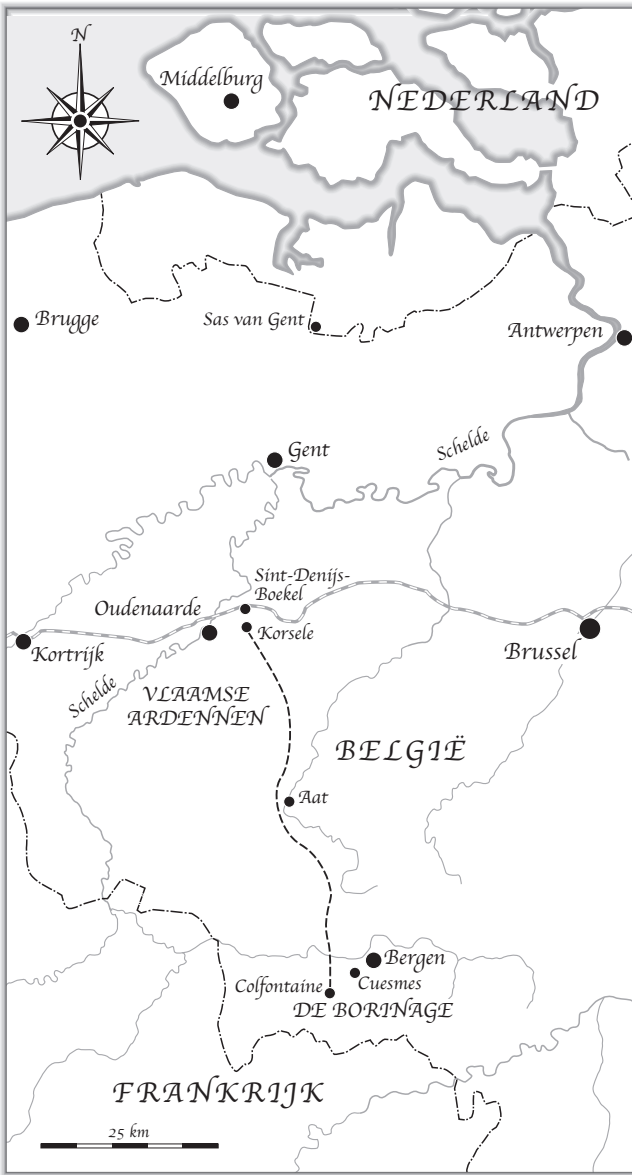 N
Middelburg
NEDERLAND
Brugge
Sas van Gent
Antwerpen
Gent
Schelde
Sint-Denijs-
Boekel
Oudenaarde
Korsele
Kortrijk
Brussel
Schelde
VLAAMSE
ARDENNEN
BELGIË
Aat
Bergen
Cuesmes
Colfontaine
DE BORINAGE
FRANKRIJK
25 km